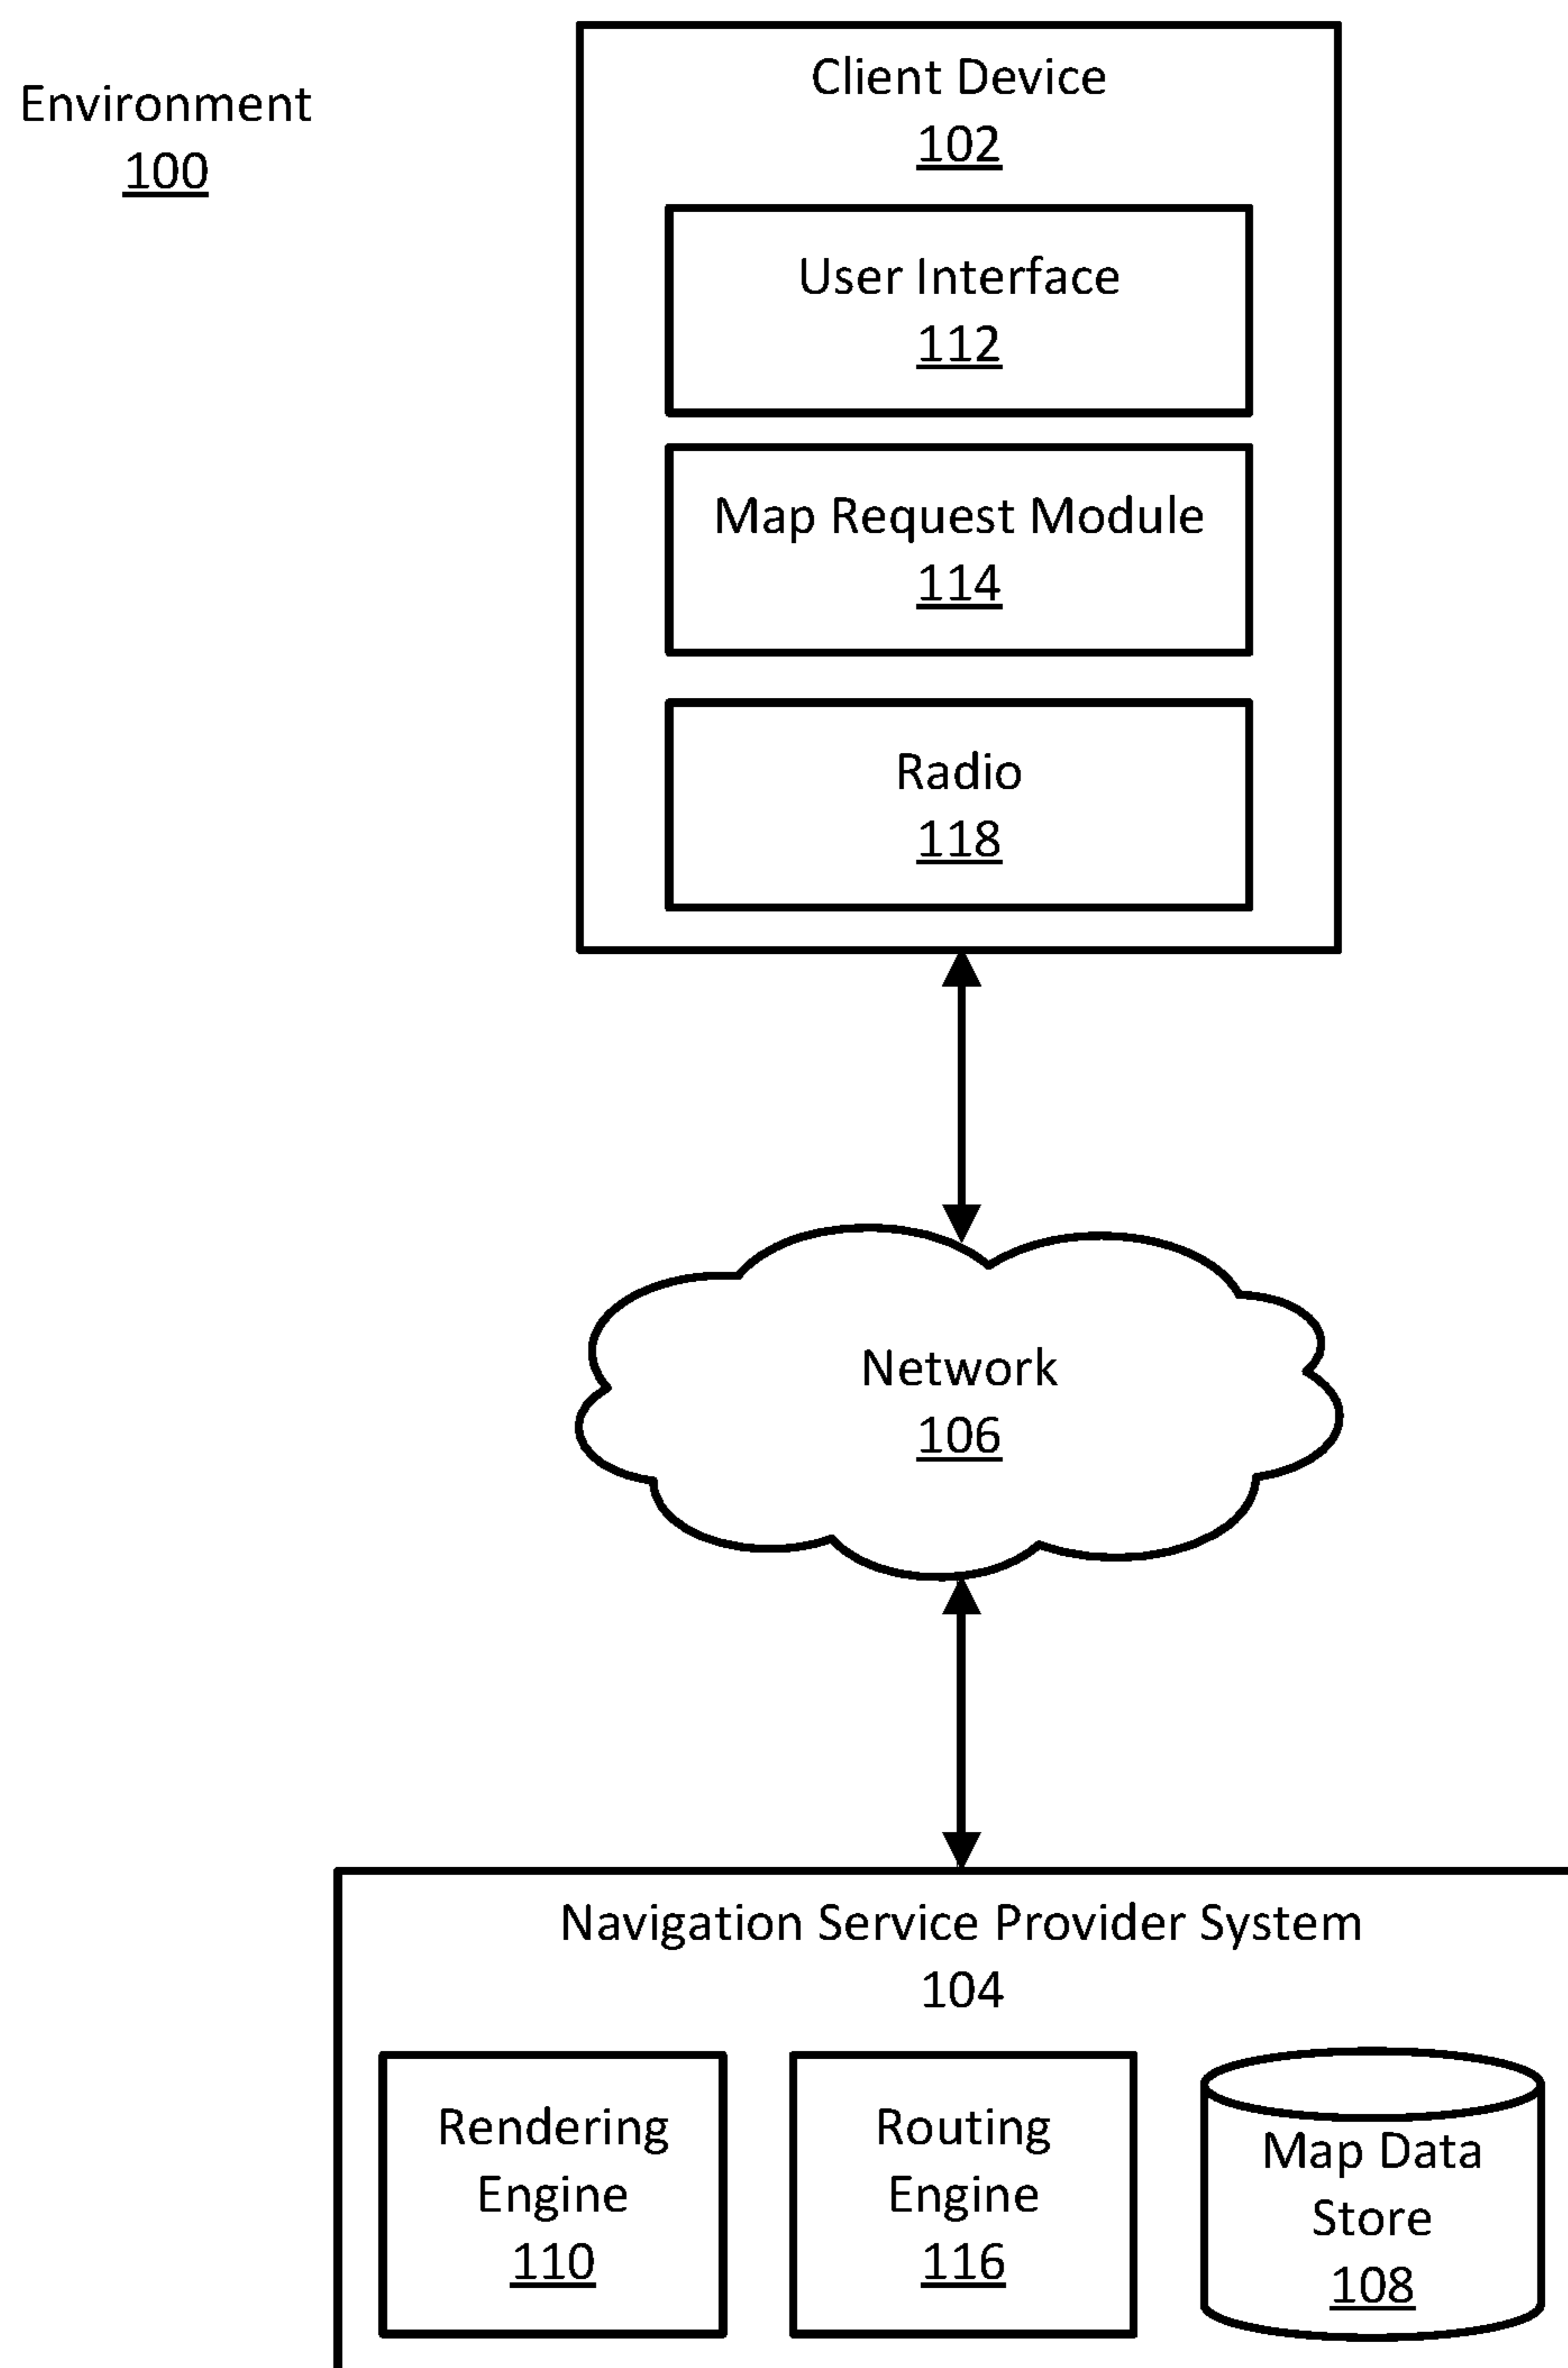 Environment
100
Client Device
102
User Interface
112
Map Request Module
114
Radio
118
Network
106
Navigation Service Provider System
104
Rendering
Engine
110
Routing
Engine
116
Map Data
Store
108